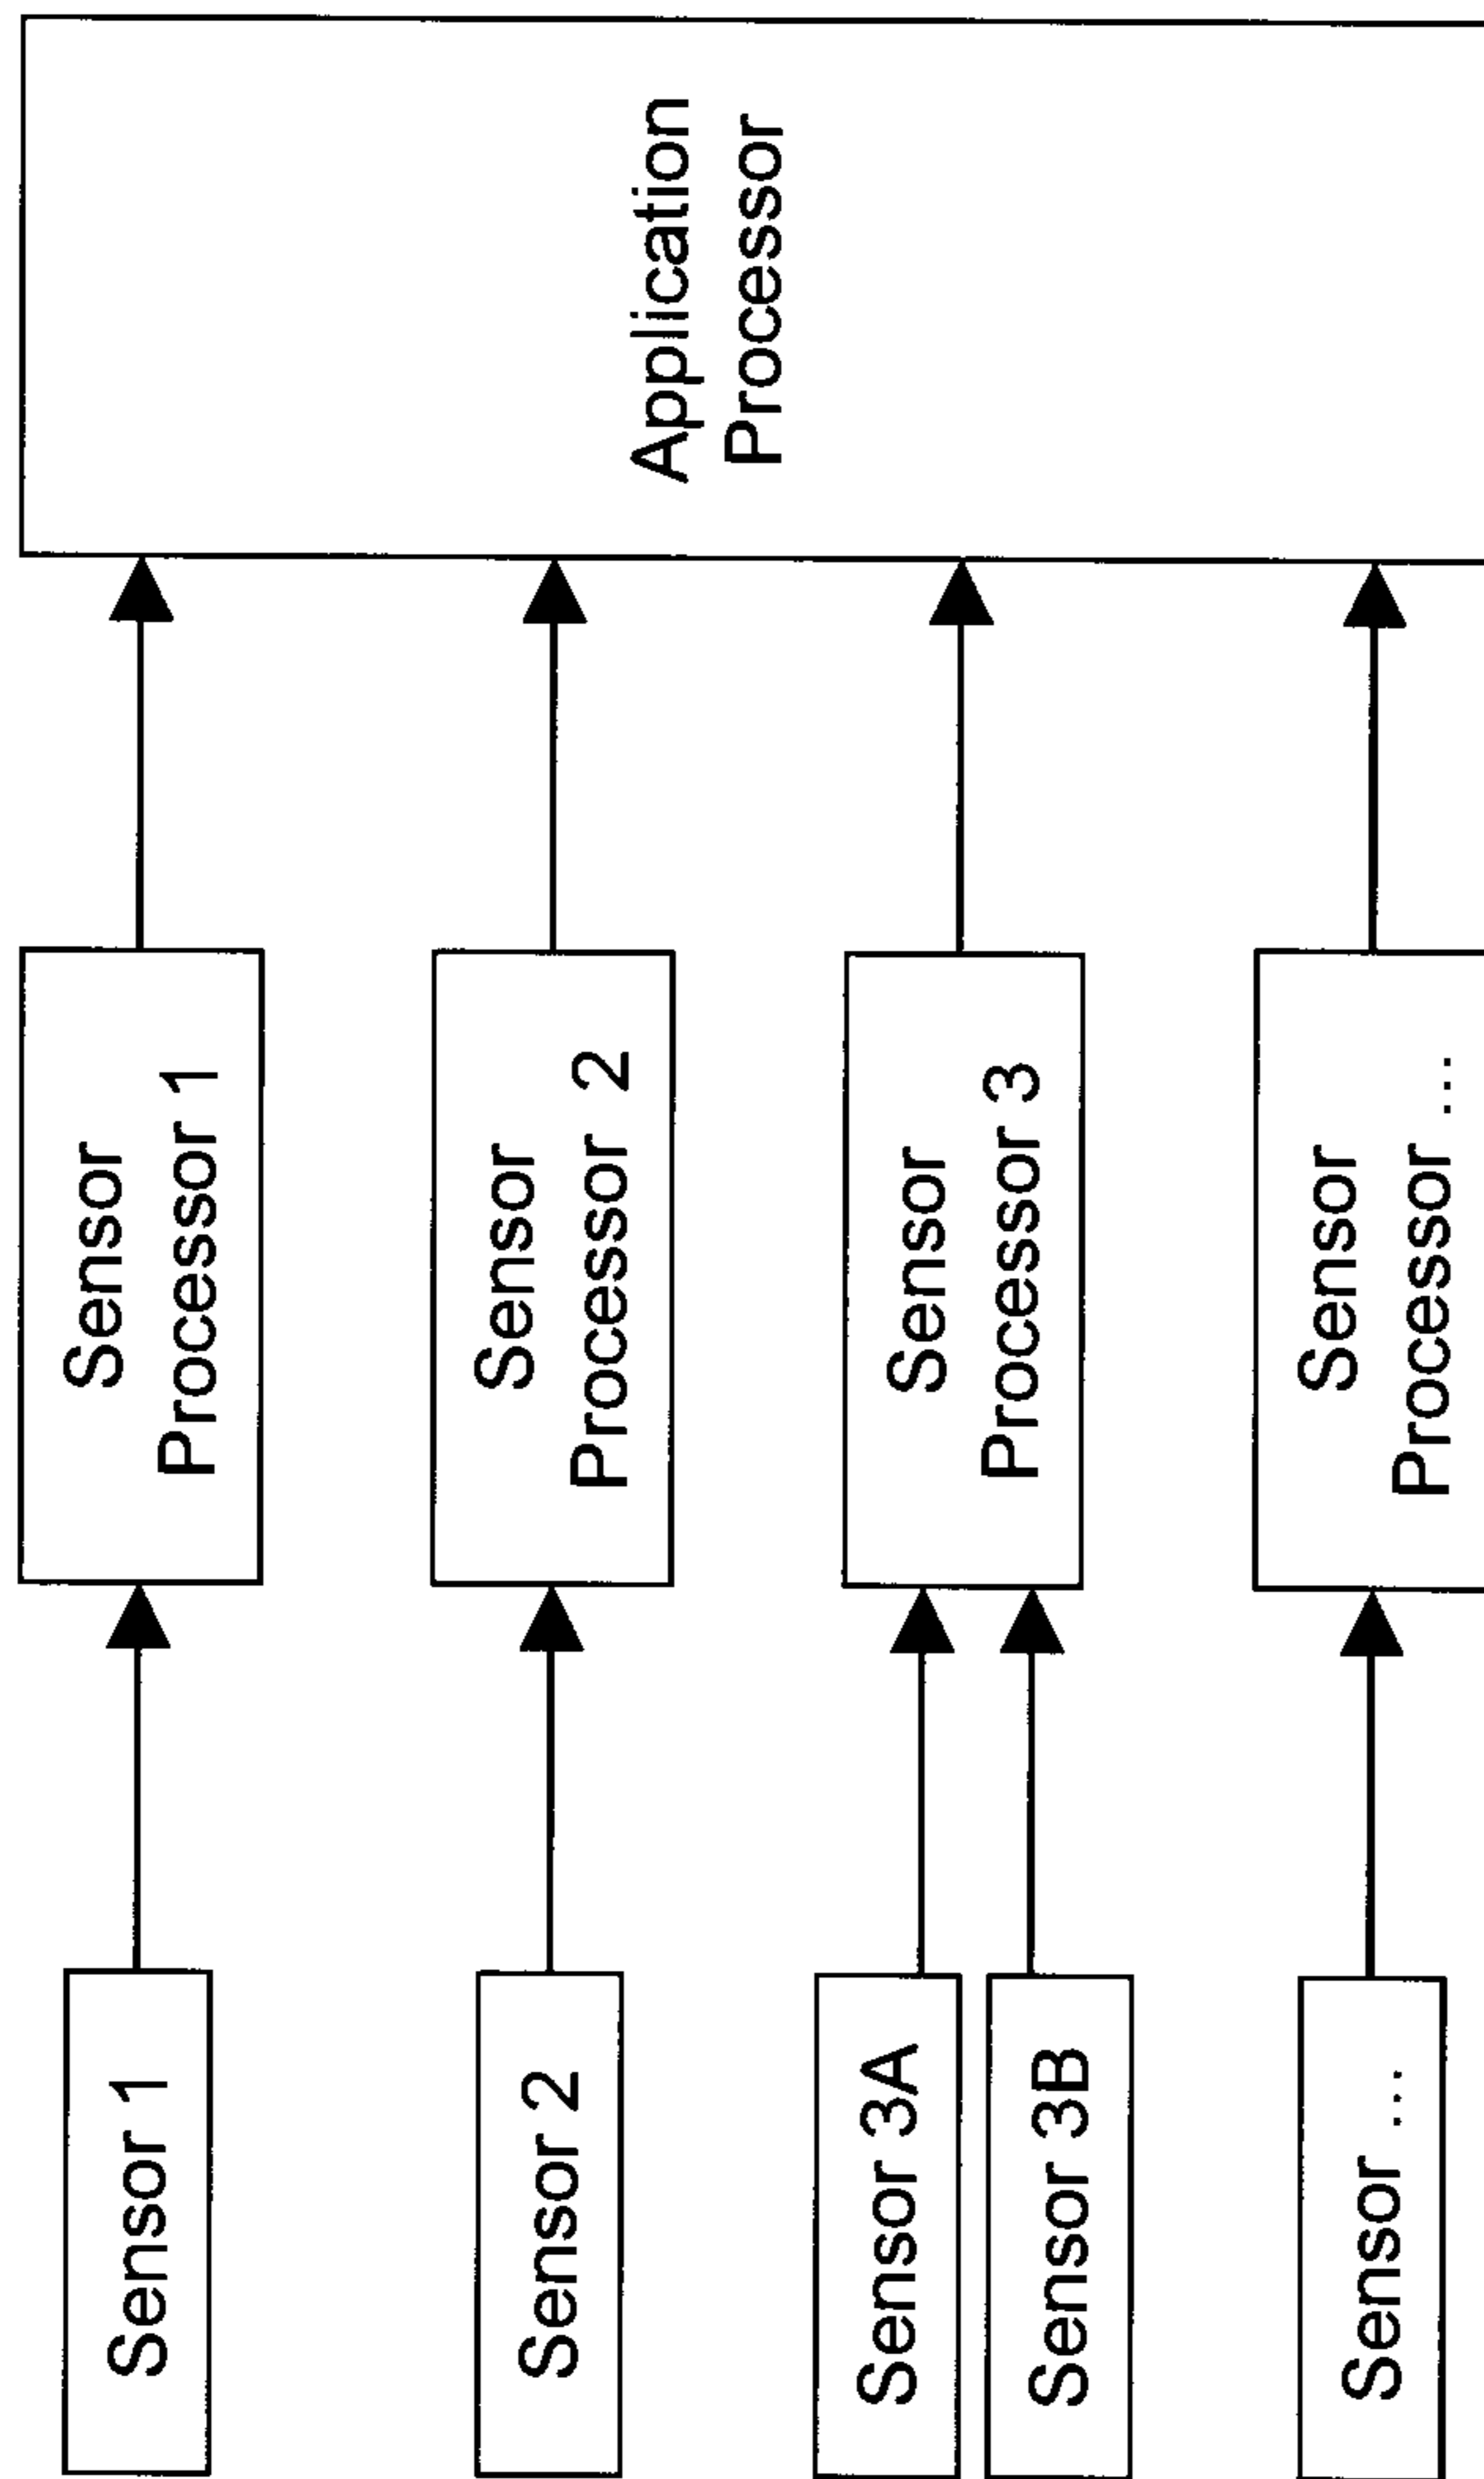 Sensor 1
Sensor
Processor 1
Sensor 2
Sensor
Processor 2
Application
Processor
Sensor 3A
Sensor 3B
Sensor
Processor 3
Sensor ...
Sensor
Processor ...